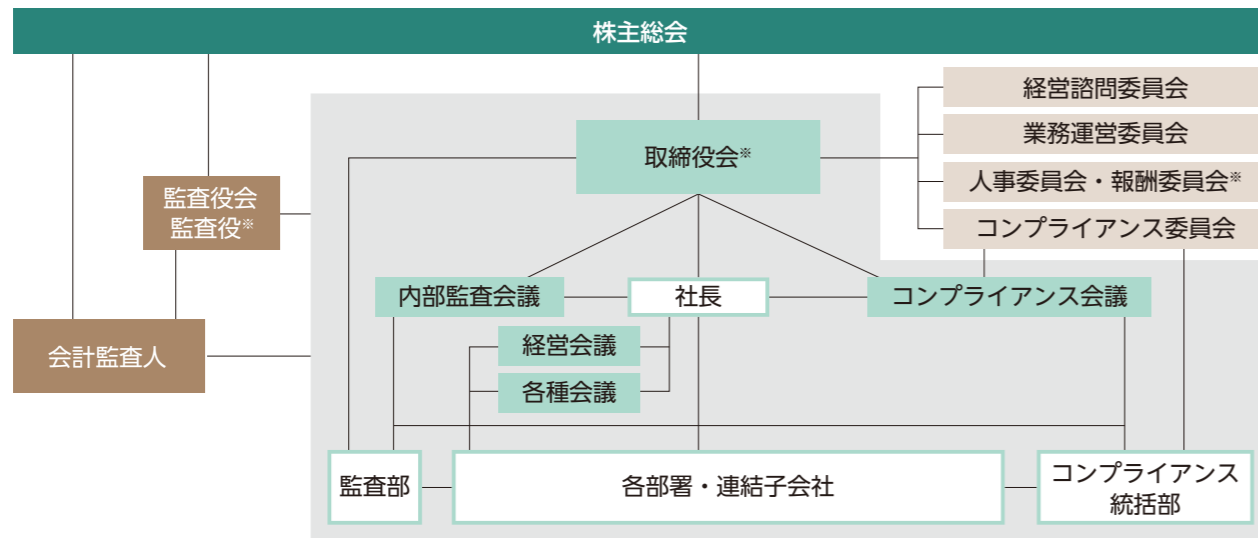 株主総会
経営諮問委員会
業務運営委員会
取締役会※
人事委員会・報酬委員会※
監査役会
監査役※
コンプライアンス委員会
内部監査会議
社長
コンプライアンス会議
経営会議
会計監査人
各種会議
監査部
各部署・連結子会社
コンプライアンス
統括部